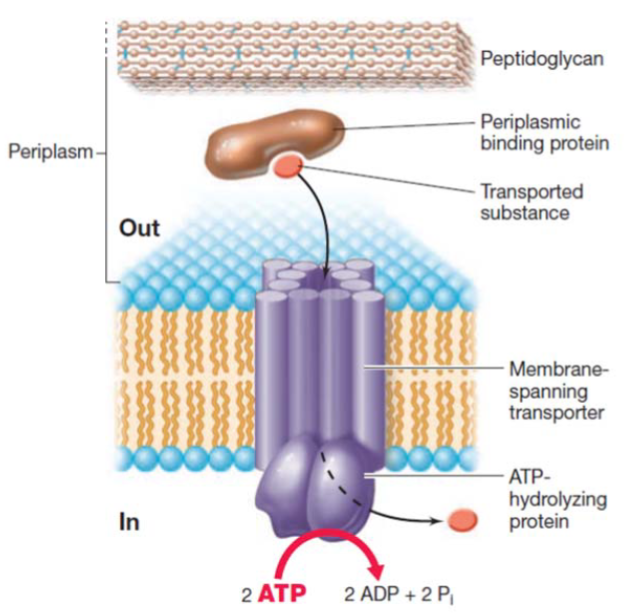 Peptidoglycan
Periplasmic
binding protein
Periplasm
Transported
substance
Out
Membrane-
spanning
transporter
ATP-
hydrolyzing
protein
In
2 ATP
2 ADP + 2 Pi